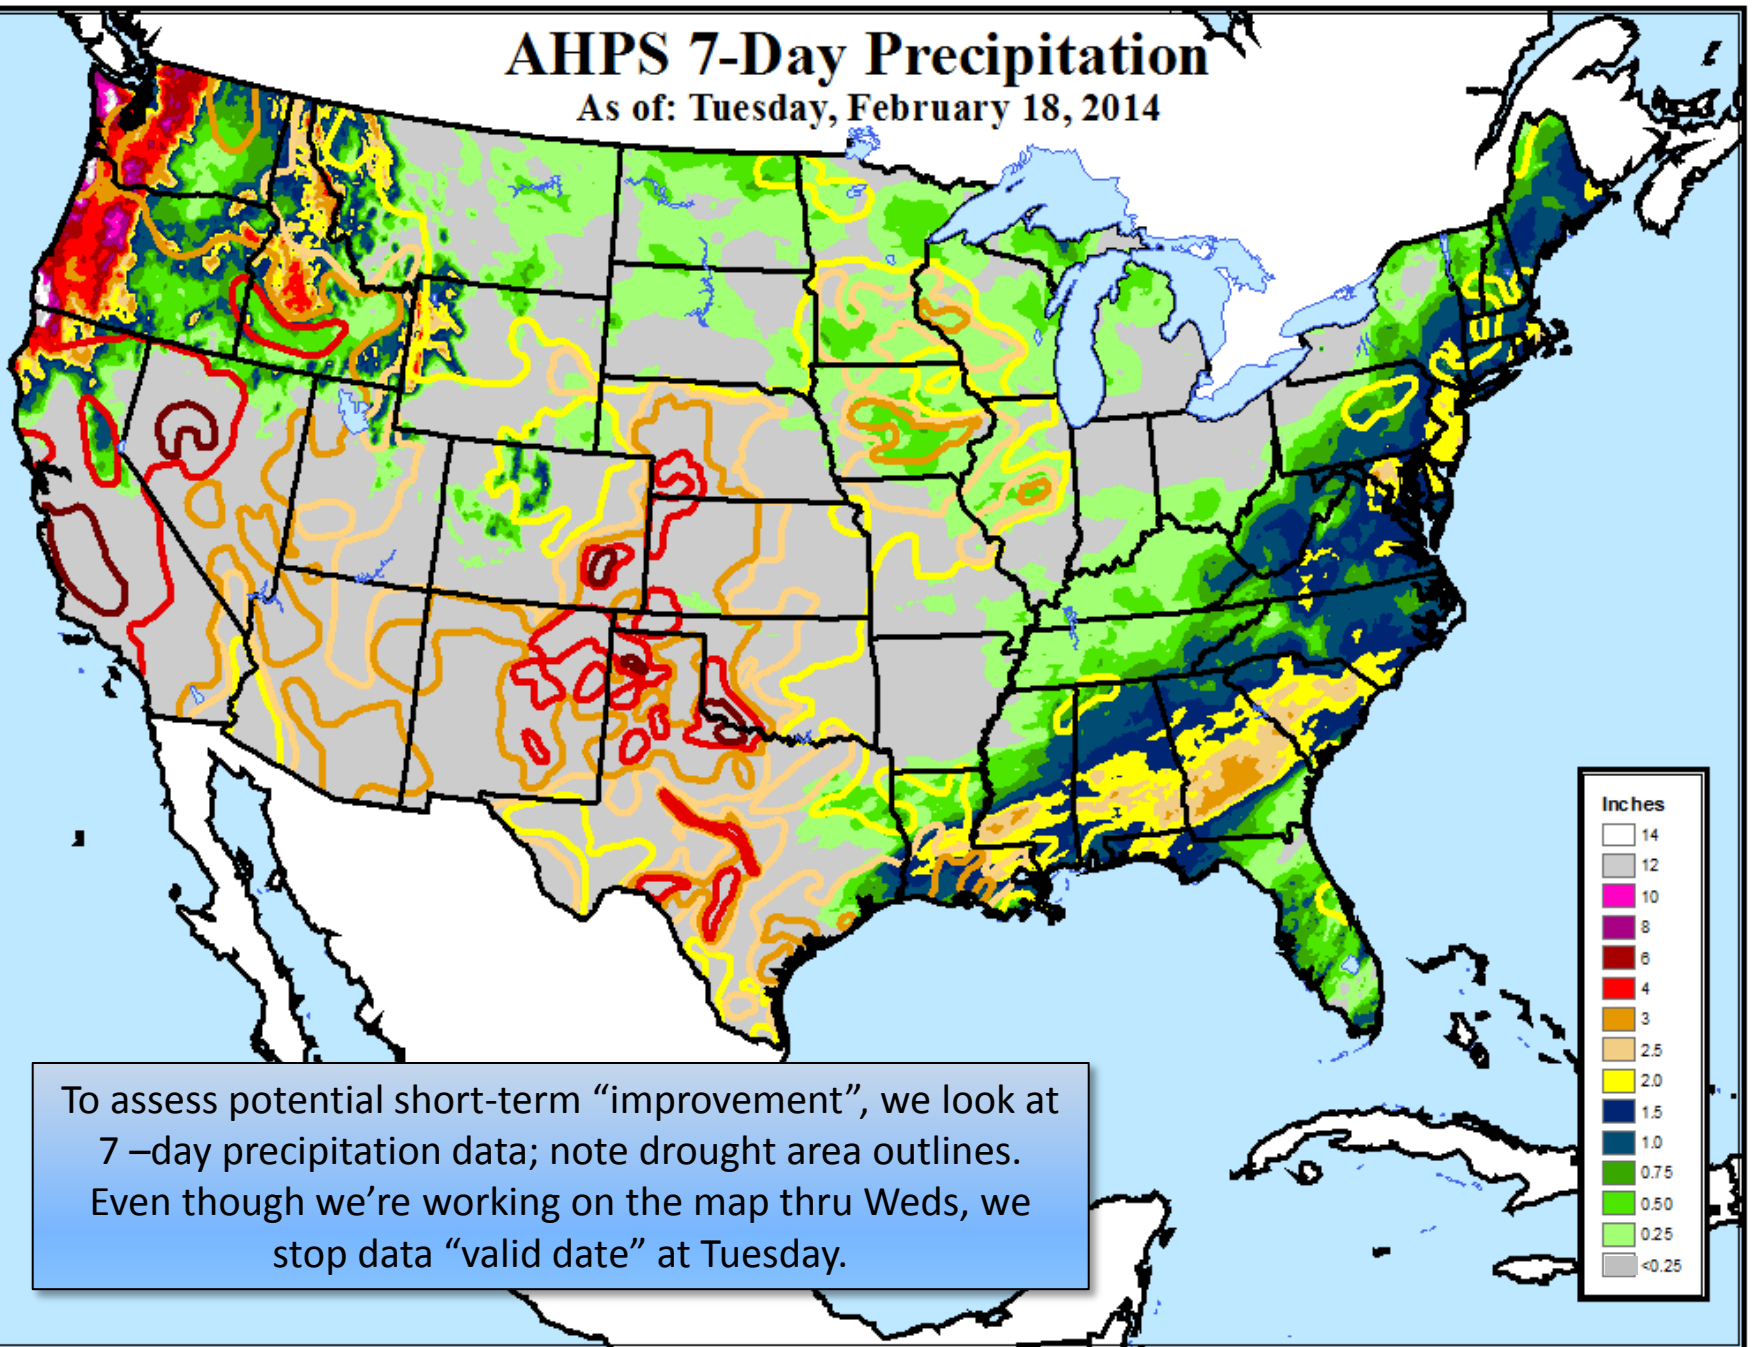 AHPS 7-Day Precipitation
As of: Tuesday, February 18, 2014
Inches
14
12
10
8
6
4
3
2.5
2.0
1.5
1.0
0.75
0.50
0.25
<0.25
To assess potential short-term “improvement”, we look at
7 –day precipitation data; note drought area outlines.
Even though we’re working on the map thru Weds, we
stop data “valid date” at Tuesday.